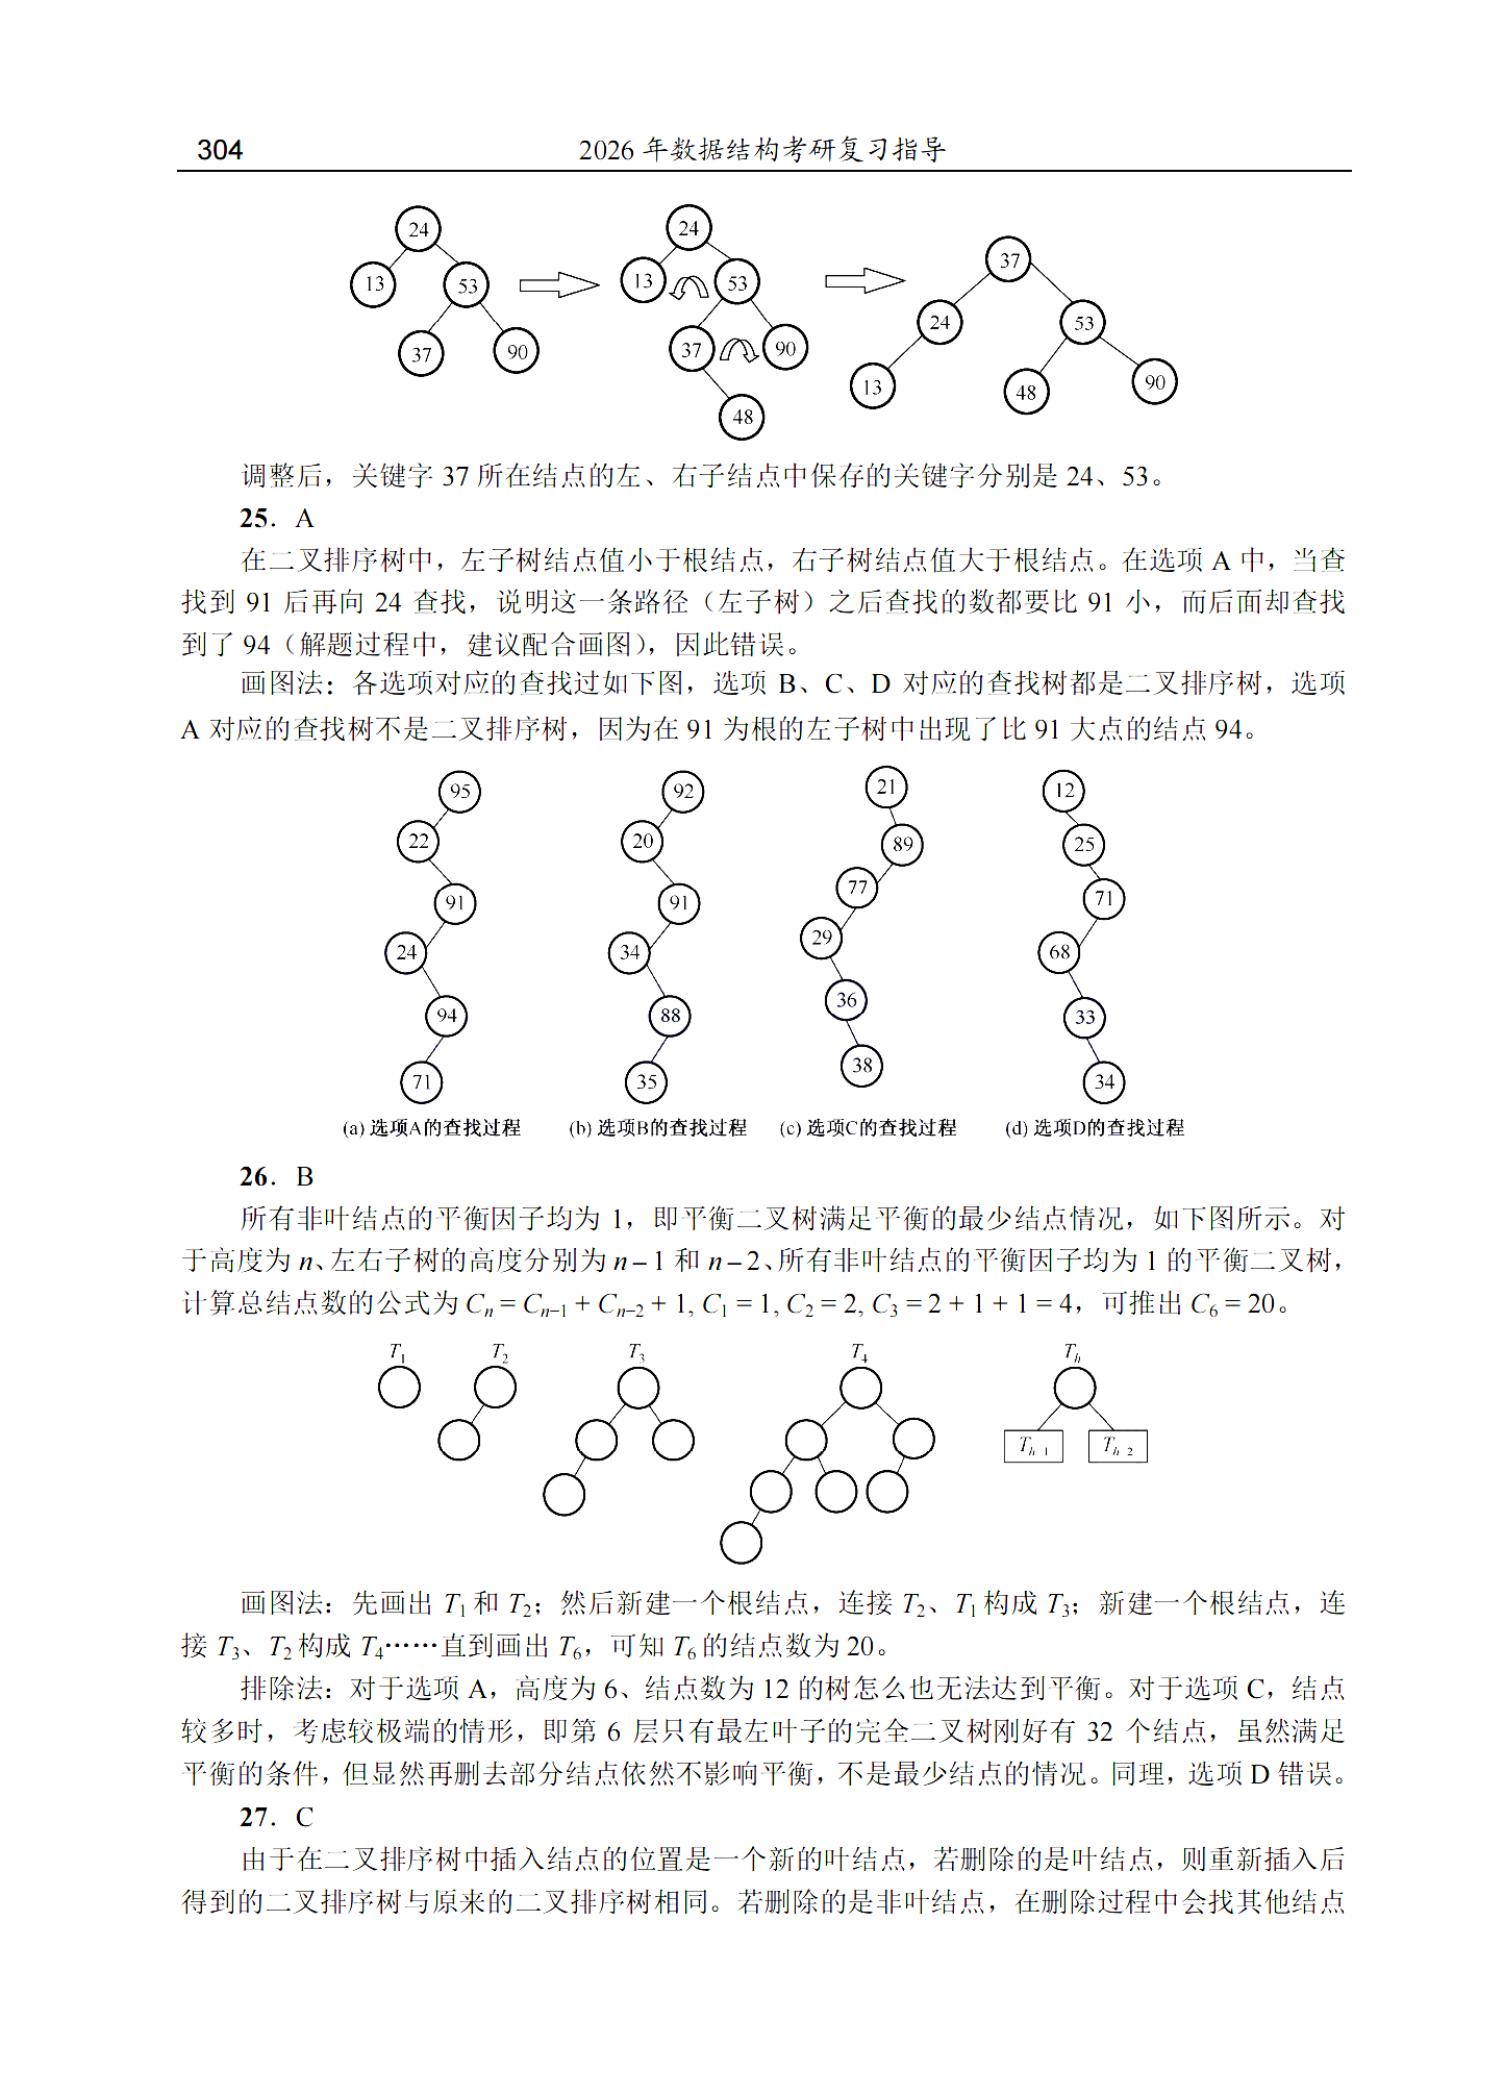 304 2026 年数据结构考研复习指导
24 24 37
13 53 13 53 24 53
37 90 37 90 13 48 90
48
调整后，关键字 37 所在结点的左、右子结点中保存的关键字分别是 24、53。
25．A
在二叉排序树中，左子树结点值小于根结点，右子树结点值大于根结点。在选项 A 中，当查
找到 91 后再向 24 查找，说明这一条路径（左子树）之后查找的数都要比 91 小，而后面却查找
到了 94（解题过程中，建议配合画图），因此错误。
画图法：各选项对应的查找过如下图，选项 B、C、D 对应的查找树都是二叉排序树，选项
A 对应的查找树不是二叉排序树，因为在 91 为根的左子树中出现了比 91 大点的结点 94。
95 92 21 12
22 20 89 25
91 91 77 71
24 34 29 68
94 88 36 33
71 35 38 34
(a) 选项A的查找过程 (b) 选项B的查找过程 (c) 选项C的查找过程 (d) 选项D的查找过程
26．B
所有非叶结点的平衡因子均为 1，即平衡二叉树满足平衡的最少结点情况，如下图所示。对
于高度为 n、左右子树的高度分别为 n−1 和 n−2、所有非叶结点的平衡因子均为 1 的平衡二叉树，
计算总结点数的公式为 Cₙ = Cₙ₋₁ + Cₙ₋₂ + 1, C₁ = 1, C₂ = 2, C₃ = 2 + 1 + 1 = 4，可推出 C₆ = 20。
T₁ T₂ T₃ T₄ Tₕ
Tₕ₋₁ Tₕ₋₂
画图法：先画出 T₁ 和 T₂；然后新建一个根结点，连接 T₂、T₁ 构成 T₃；新建一个根结点，连
接 T₃、T₂ 构成 T₄……直到画出 T₆，可知 T₆ 的结点数为 20。
排除法：对于选项 A，高度为 6、结点数为 12 的树怎么也无法达到平衡。对于选项 C，结点
较多时，考虑较极端的情形，即第 6 层只有最左叶子的完全二叉树刚好有 32 个结点，虽然满足
平衡的条件，但显然再删去部分结点依然不影响平衡，不是最少结点的情况。同理，选项 D 错误。
27．C
由于在二叉排序树中插入结点的位置是一个新的叶结点，若删除的是叶结点，则重新插入后
得到的二叉排序树与原来的二叉排序树相同。若删除的是非叶结点，在删除过程中会找其他结点